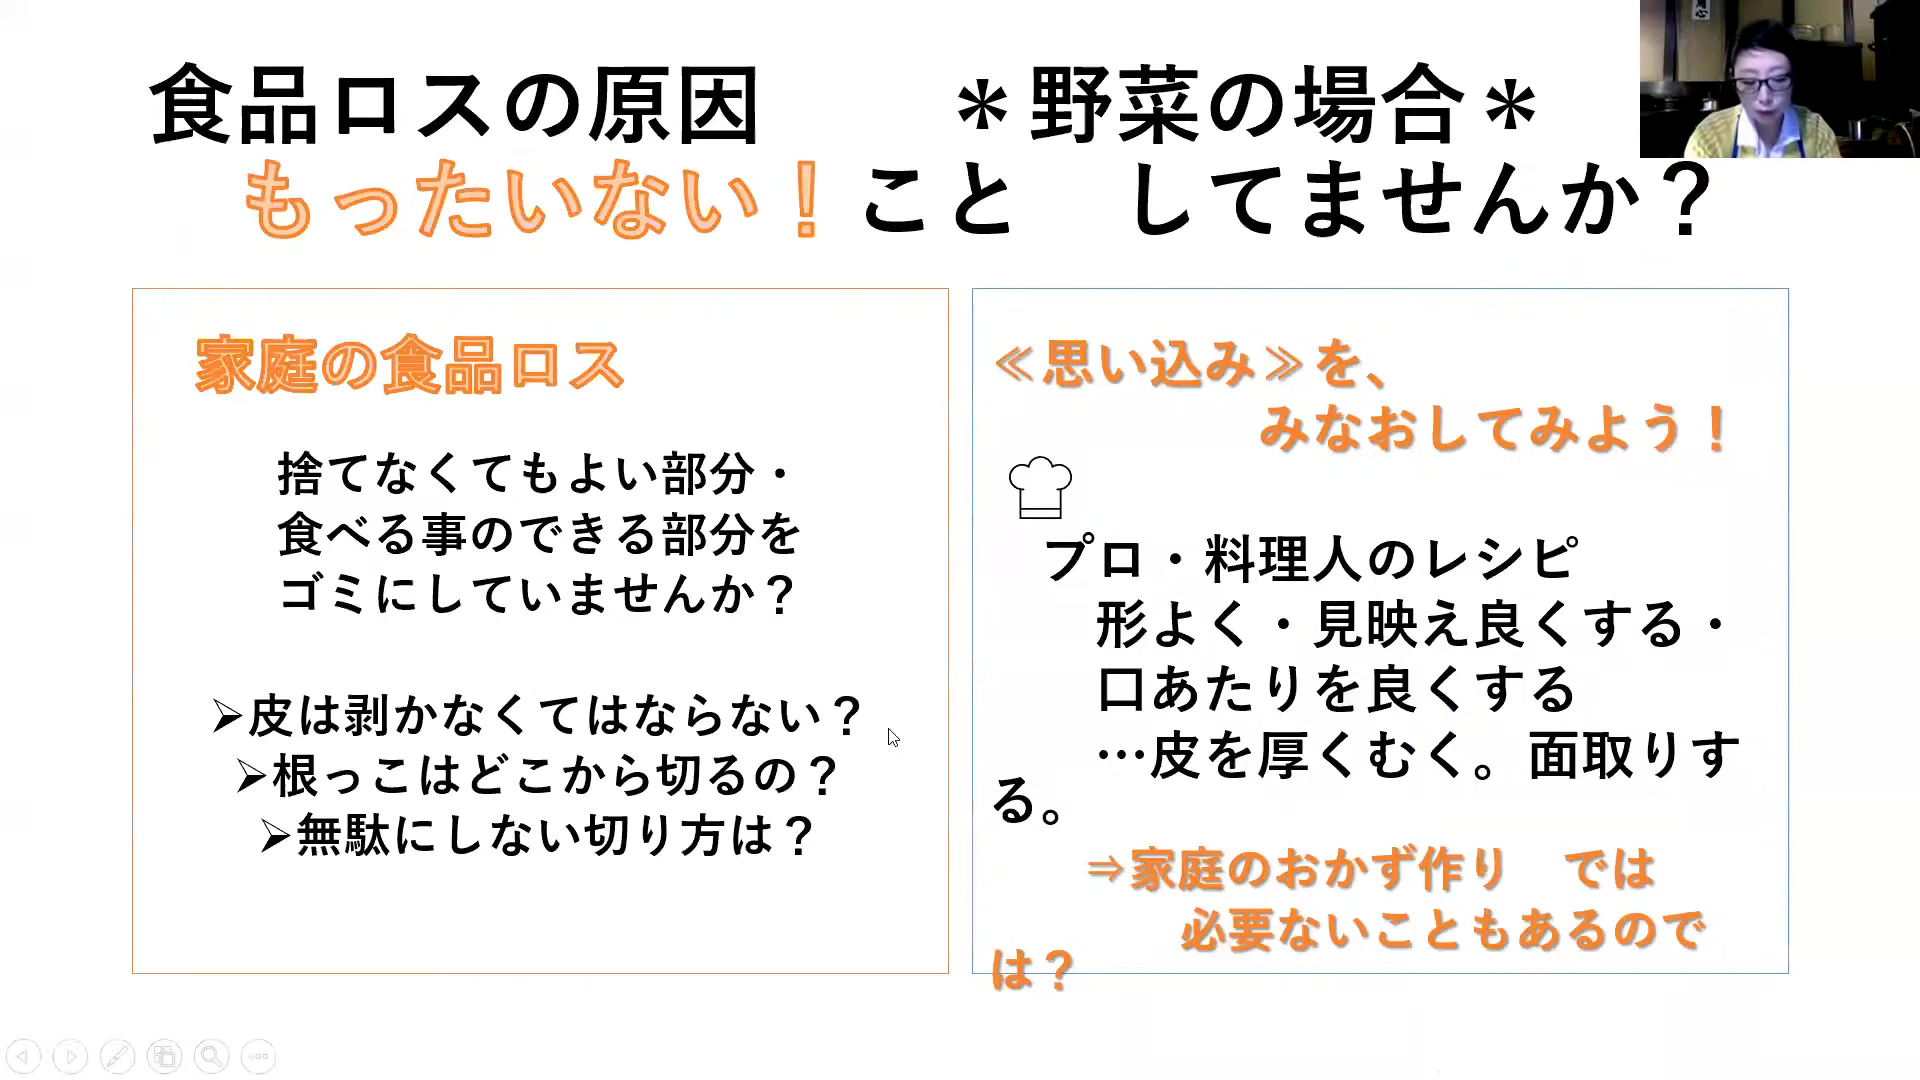 食品ロスの原因　　＊野菜の場合＊
もったいない！こと　してませんか？
家庭の食品ロス
捨てなくてもよい部分・
食べる事のできる部分を
ゴミにしていませんか？
➢皮は剥かなくてはならない？
➢根っこはどこから切るの？
➢無駄にしない切り方は？
≪思い込み≫を、
みなおしてみよう！
プロ・料理人のレシピ
形よく・見映え良くする・
口あたりを良くする
…皮を厚くむく。面取りす
る。
⇒家庭のおかず作り　では
必要ないこともあるので
は？